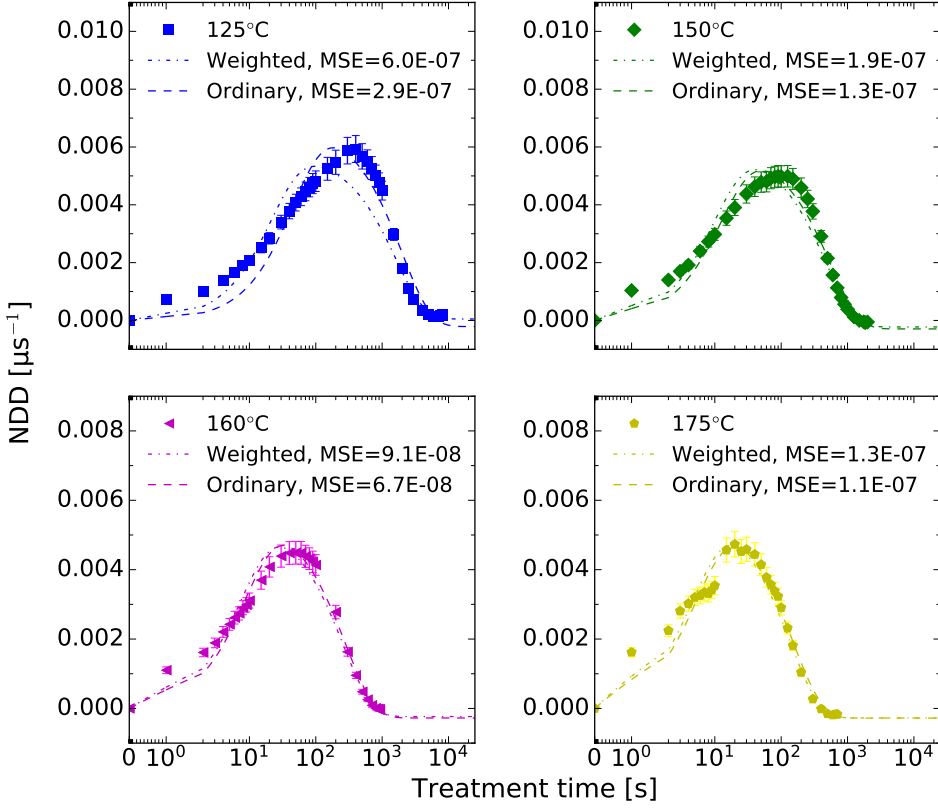 NDD [µs⁻¹]
0.010
0.008
0.006
0.004
0.002
0.000
125°C
Weighted, MSE=6.0E-07
Ordinary, MSE=2.9E-07
0.010
0.008
0.006
0.004
0.002
0.000
150°C
Weighted, MSE=1.9E-07
Ordinary, MSE=1.3E-07
0.008
0.006
0.004
0.002
0.000
160°C
Weighted, MSE=9.1E-08
Ordinary, MSE=6.7E-08
0 10⁰ 10¹ 10² 10³ 10⁴
0.008
0.006
0.004
0.002
0.000
175°C
Weighted, MSE=1.3E-07
Ordinary, MSE=1.1E-07
0 10⁰ 10¹ 10² 10³ 10⁴
Treatment time [s]